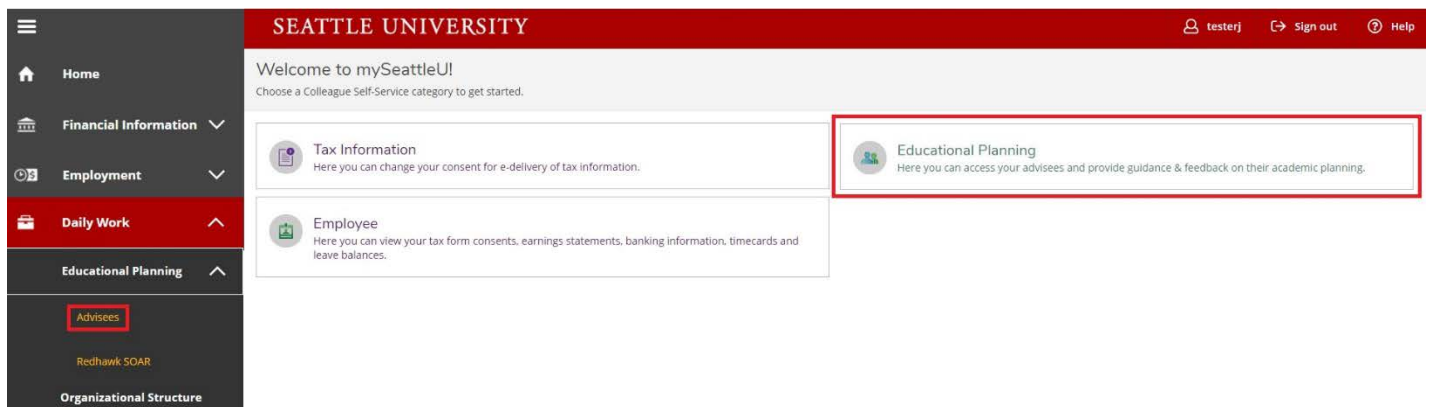 SEATTLE UNIVERSITY
testerj
Sign out
Help
Home
Financial Information
Employment
Daily Work
Educational Planning
Advisees
Redhawk SOAR
Organizational Structure
Welcome to mySeattleU!
Choose a Colleague Self-Service category to get started.
Tax Information
Here you can change your consent for e-delivery of tax information.
Educational Planning
Here you can access your advisees and provide guidance & feedback on their academic planning.
Employee
Here you can view your tax form consents, earnings statements, banking information, timecards and
leave balances.